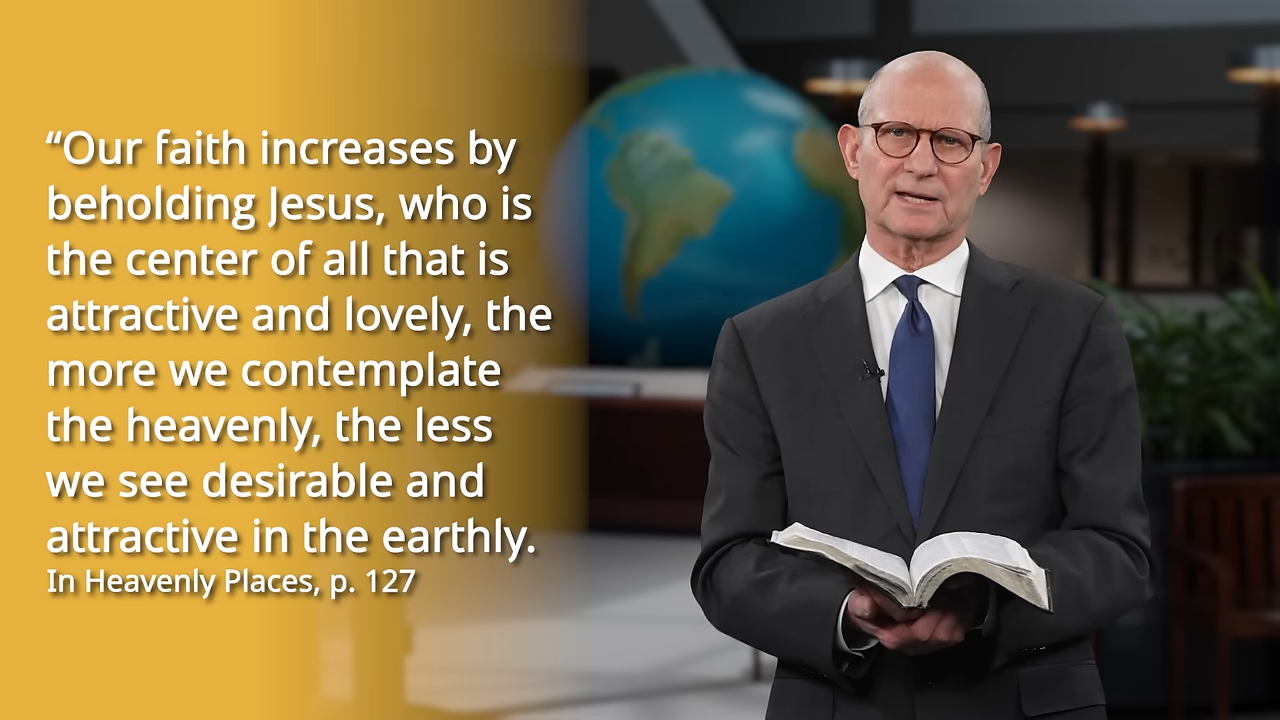 “Our faith increases by
beholding Jesus, who is
the center of all that is
attractive and lovely, the
more we contemplate
the heavenly, the less
we see desirable and
attractive in the earthly.
In Heavenly Places, p. 127